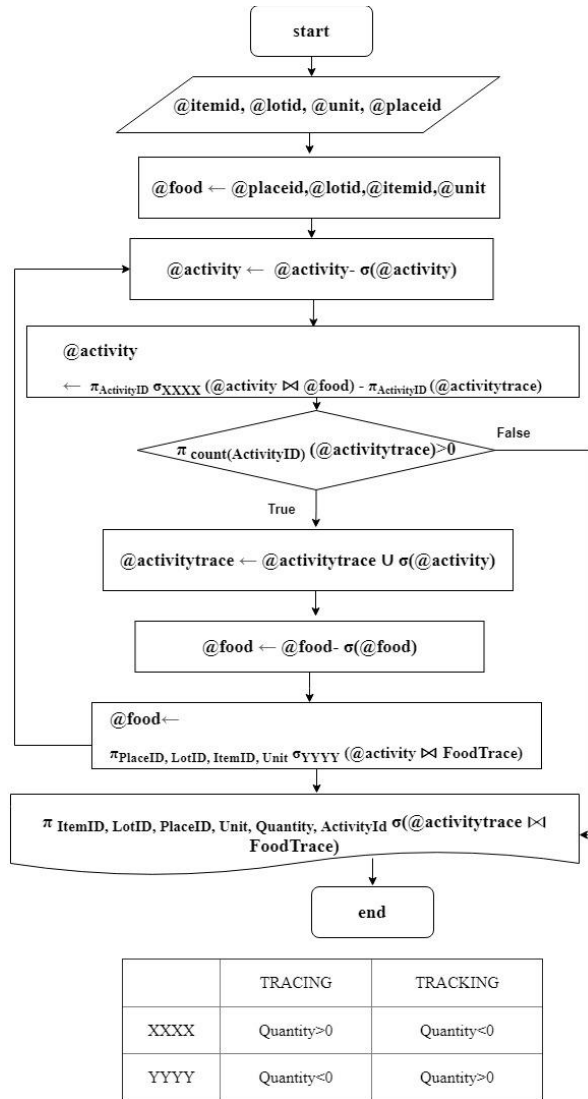 start
@itemid, @lotid, @unit, @placeid
@food ← @placeid,@lotid,@itemid,@unit
@activity ← @activity- σ(@activity)
@activity
← π ActivityID σXXXX (@activity ⋈ @food) - π ActivityID (@activitytrace)
False
π count(ActivityID) (@activitytrace)>0
True
@activitytrace ← @activitytrace U σ(@activity)
@food ← @food- σ(@food)
@food←
πPlaceID, LotID, ItemID, Unit σYYYY (@activity ⋈ FoodTrace)
π ItemID, LotID, PlaceID, Unit, Quantity, ActivityId σ(@activitytrace ⋈
FoodTrace)
end
TRACING TRACKING
XXXX Quantity>0 Quantity<0
YYYY Quantity<0 Quantity>0